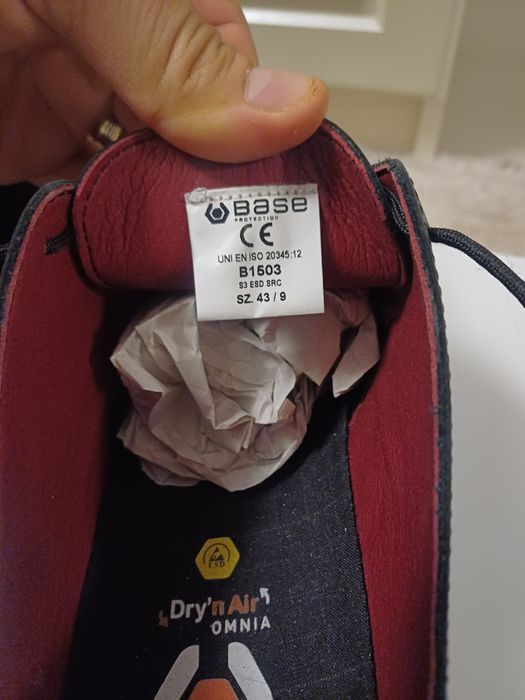 Base
PROTECTION
CE
UNI EN ISO 20345:12
B1503
S3 ESD SRC
SZ. 43 / 9
ESD
Dry'n Air
OMNIA